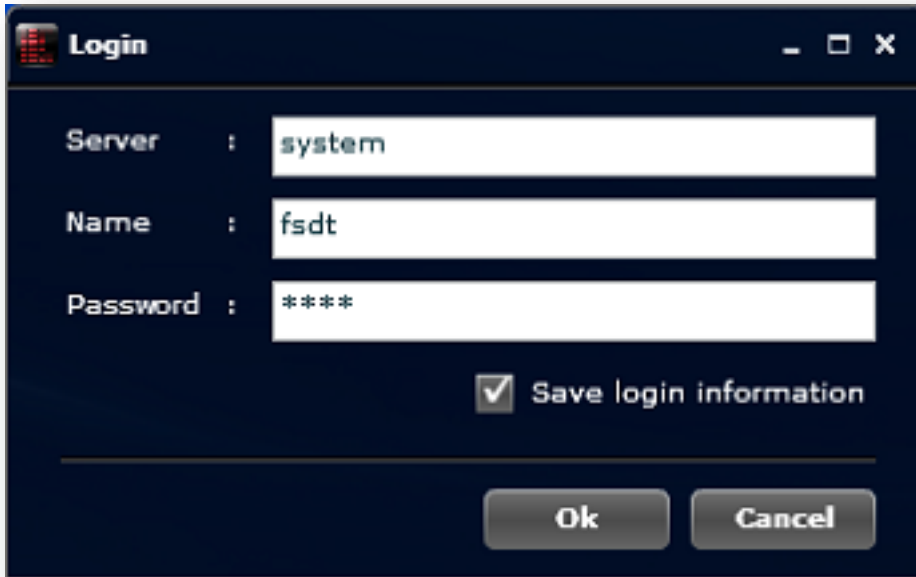 Login
Server : system
Name : fsdt
Password : ****
Save login information
Ok Cancel